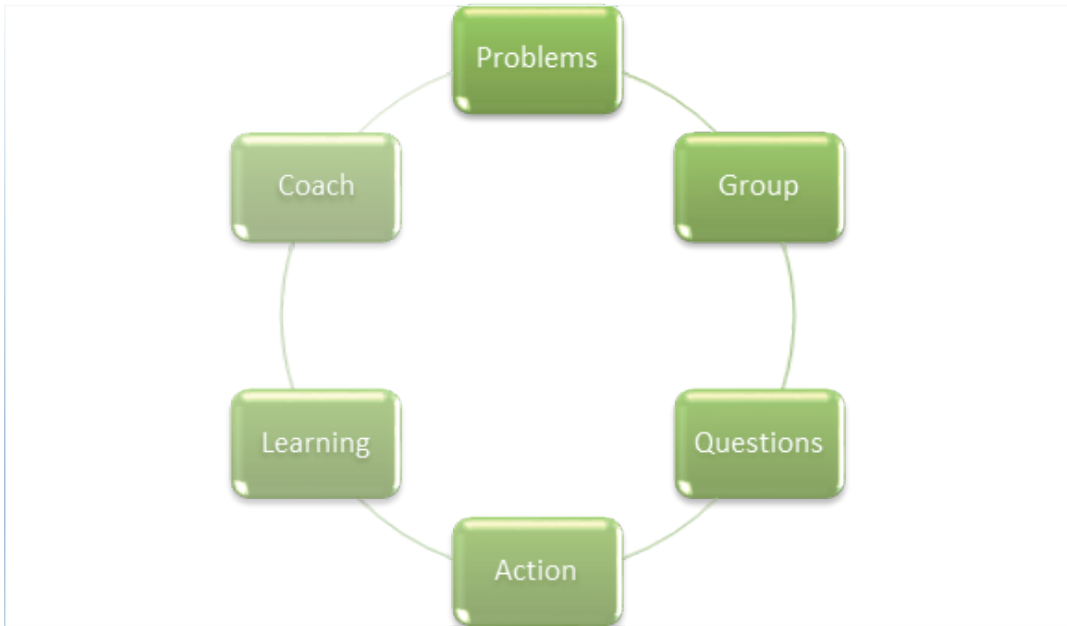 Problems
Group
Questions
Action
Learning
Coach